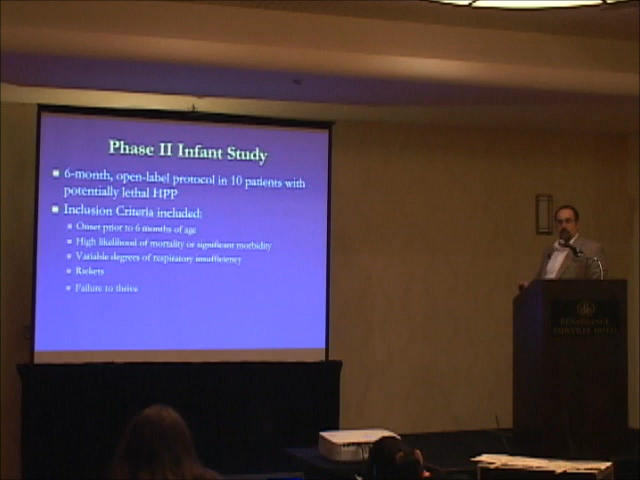 Phase II Infant Study
6-month, open-label protocol in 10 patients with
potentially lethal HPP
Inclusion Criteria included:
Onset prior to 6 months of age
High likelihood of mortality or significant morbidity
Variable degrees of respiratory insufficiency
Rickets
Failure to thrive
RENAISSANCE
HOTEL